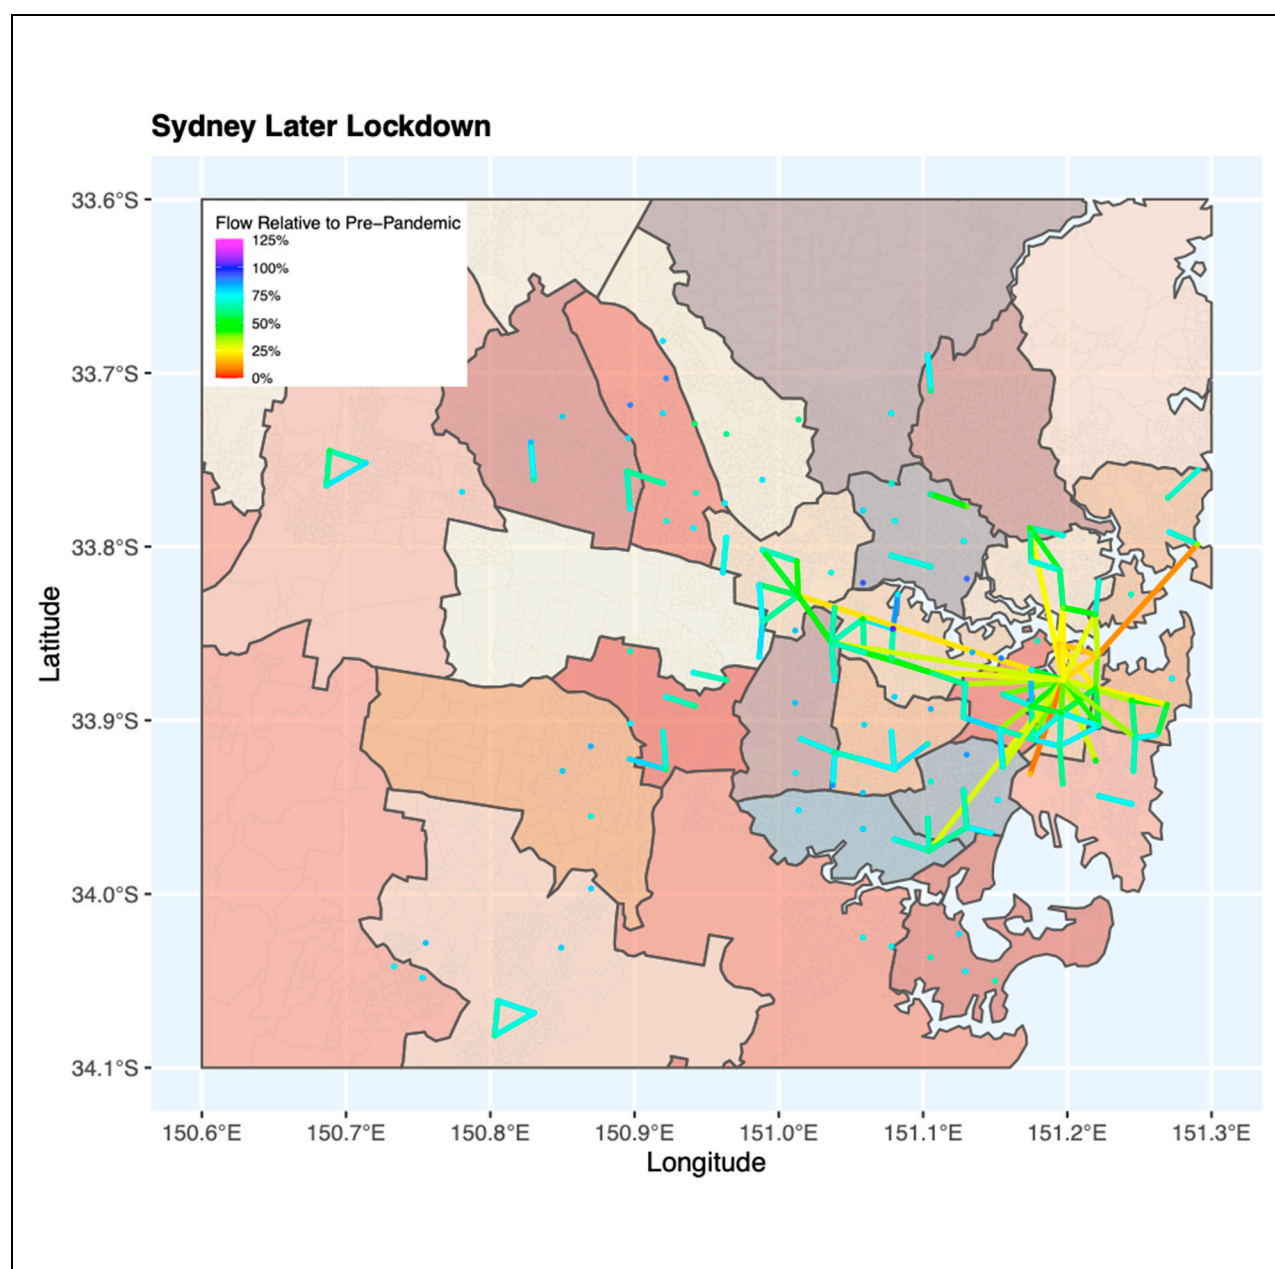 Sydney Later Lockdown
Flow Relative to Pre−Pandemic
125%
100%
75%
50%
25%
0%
33.6°S
33.7°S
33.8°S
33.9°S
34.0°S
34.1°S
Latitude
150.6°E 150.7°E 150.8°E 150.9°E 151.0°E 151.1°E 151.2°E 151.3°E
Longitude